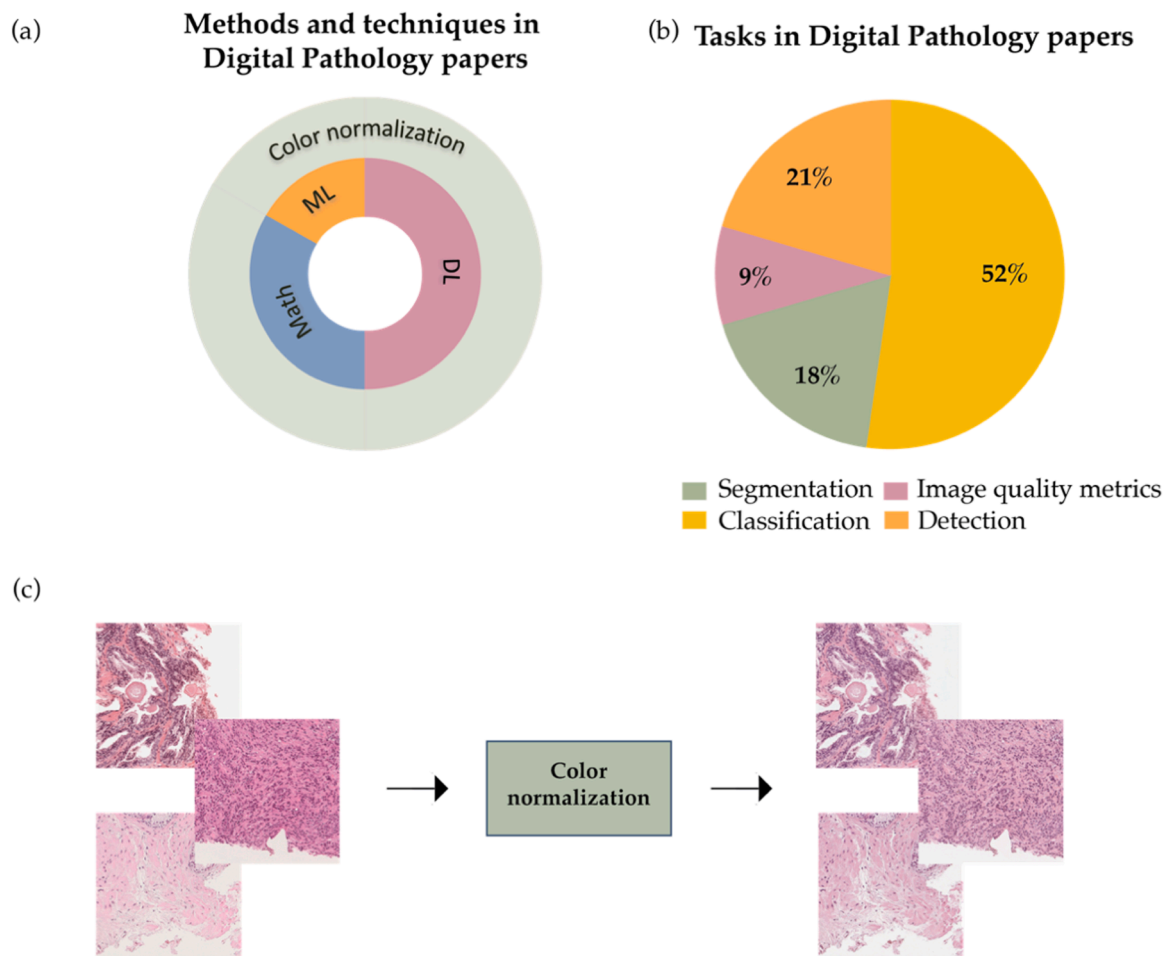 (a)
Methods and techniques in
Digital Pathology papers
Color normalization
ML
DL
Math
(b)
Tasks in Digital Pathology papers
21%
9%
52%
18%
Segmentation
Image quality metrics
Classification
Detection
(c)
Color
normalization